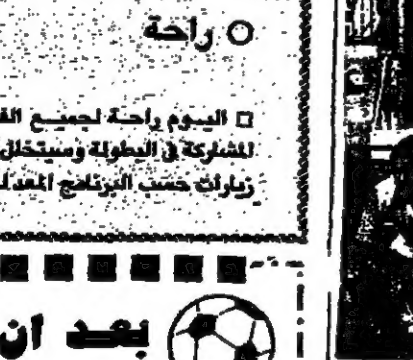 راحة
اليوم راحة لجميع
المشاركة في البطولة وسيتخلل
زيارات حسب البرنامج المعد
بعد ان